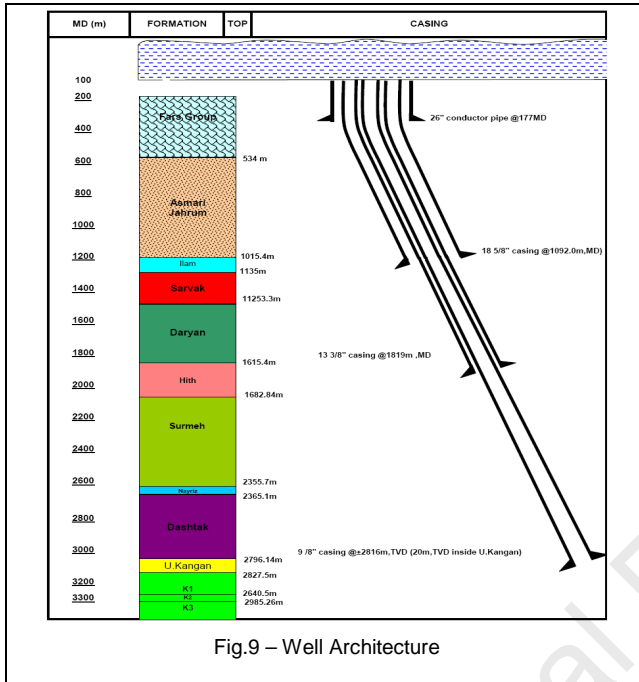 MD (m) FORMATION TOP CASING
100
200
Fars Group
26" conductor pipe @177MD
400
534 m
600
800
Asmari
Jahrum
1000
18 5/8" casing @1092.0m,MD)
1200
1015.4m
Ilam
1135m
1400
Sarvak
11253.3m
1600
Daryan
13 3/8" casing @1819m ,MD
1800
1615.4m
Hith
2000
1682.84m
2200
Surmeh
2400
2600
2355.7m
Nayriz
2365.1m
2800
Dashtak
3000
9 /8" casing @±2816m,TVD (20m,TVD inside U.Kangan)
2796.14m
U.Kangan
2827.5m
3200
K1
2640.5m
3300
K2
2985.26m
K3
Fig.9 – Well Architecture